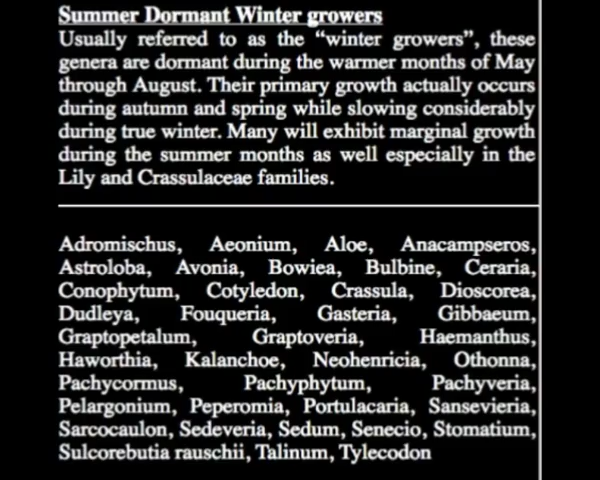 Summer Dormant Winter growers
Usually referred to as the “winter growers”, these
genera are dormant during the warmer months of May
through August. Their primary growth actually occurs
during autumn and spring while slowing considerably
during true winter. Many will exhibit marginal growth
during the summer months as well especially in the
Lily and Crassulaceae families.
Adromischus, Aeonium, Aloe, Anacampseros,
Astroloba, Avonia, Bowiea, Bulbine, Ceraria,
Conophytum, Cotyledon, Crassula, Dioscorea,
Dudleya, Fouqueria, Gasteria, Gibbaeum,
Graptopetalum, Graptoveria, Haemanthus,
Haworthia, Kalanchoe, Neohenricia, Othonna,
Pachycormus, Pachyphytum, Pachyveria,
Pelargonium, Peperomia, Portulacaria, Sansevieria,
Sarcocaulon, Sedeveria, Sedum, Senecio, Stomatium,
Sulcorebutia rauschii, Talinum, Tylecodon